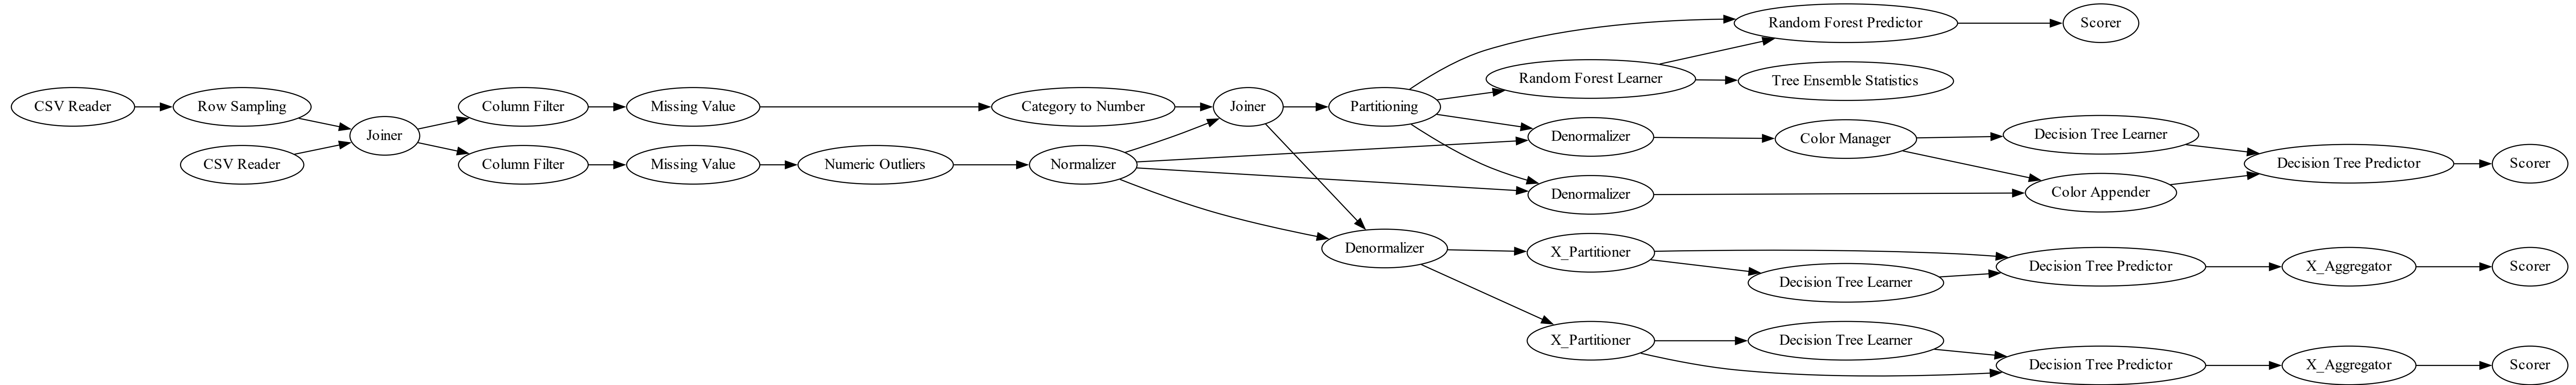 Random Forest Predictor
Scorer
Random Forest Learner
Tree Ensemble Statistics
CSV Reader
Row Sampling
Column Filter
Missing Value
Category to Number
Joiner
Partitioning
Joiner
Denormalizer
Color Manager
Decision Tree Learner
CSV Reader
Column Filter
Missing Value
Numeric Outliers
Normalizer
Decision Tree Predictor
Scorer
Denormalizer
Color Appender
Denormalizer
X_Partitioner
Decision Tree Learner
Decision Tree Predictor
X_Aggregator
Scorer
X_Partitioner
Decision Tree Learner
Decision Tree Predictor
X_Aggregator
Scorer